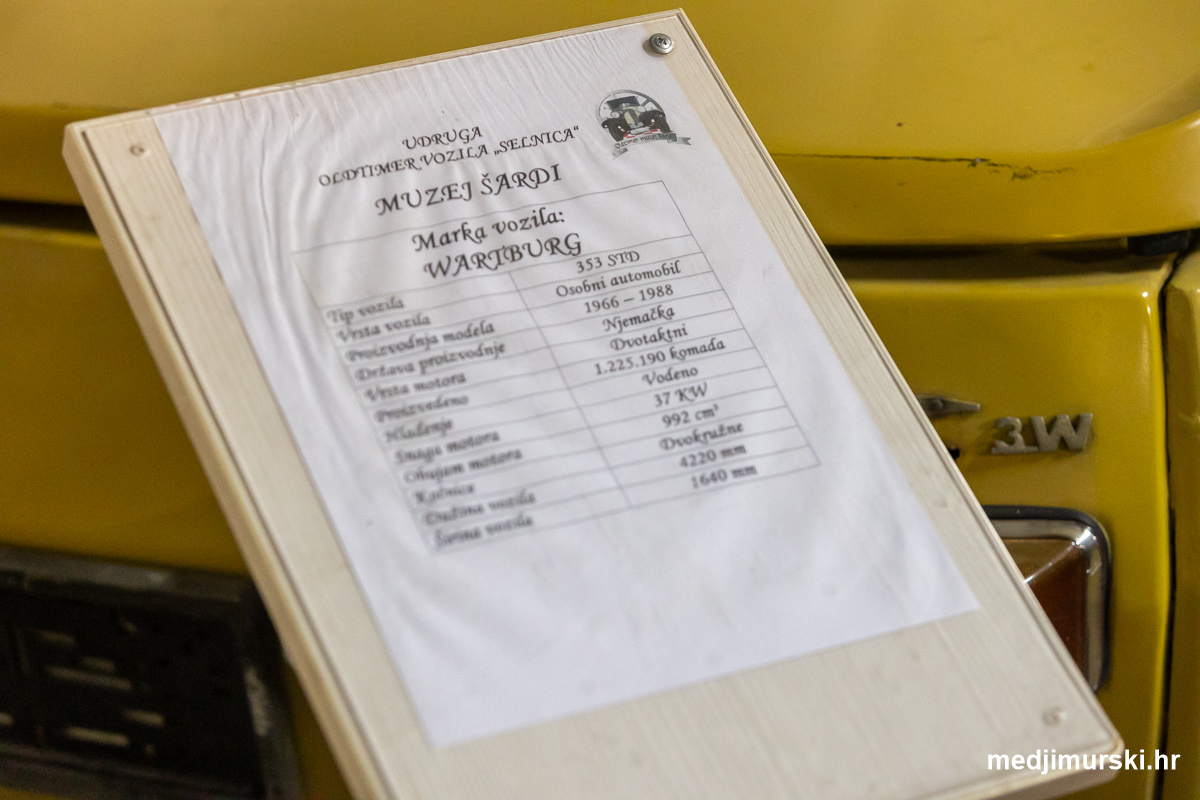 UDRUGA
OLDTIMER VOZILA „SELNICA“
MUZEJ ŠARDI
Marka vozila:
WARTBURG
Tip vozila 353 STD
Vrsta vozila Osobni automobil
Proizvodnja modela 1966 – 1988
Država proizvodnje Njemačka
Vrsta motora Dvotaktni
Proizvedeno 1.225.190 komada
Hlađenje Vodeno
Snaga motora 37 KW
Obujam motora 992 cm³
Kočnice Dvokružne
Dužina vozila 4220 mm
Širina vozila 1640 mm
3W
medjimurski.hr